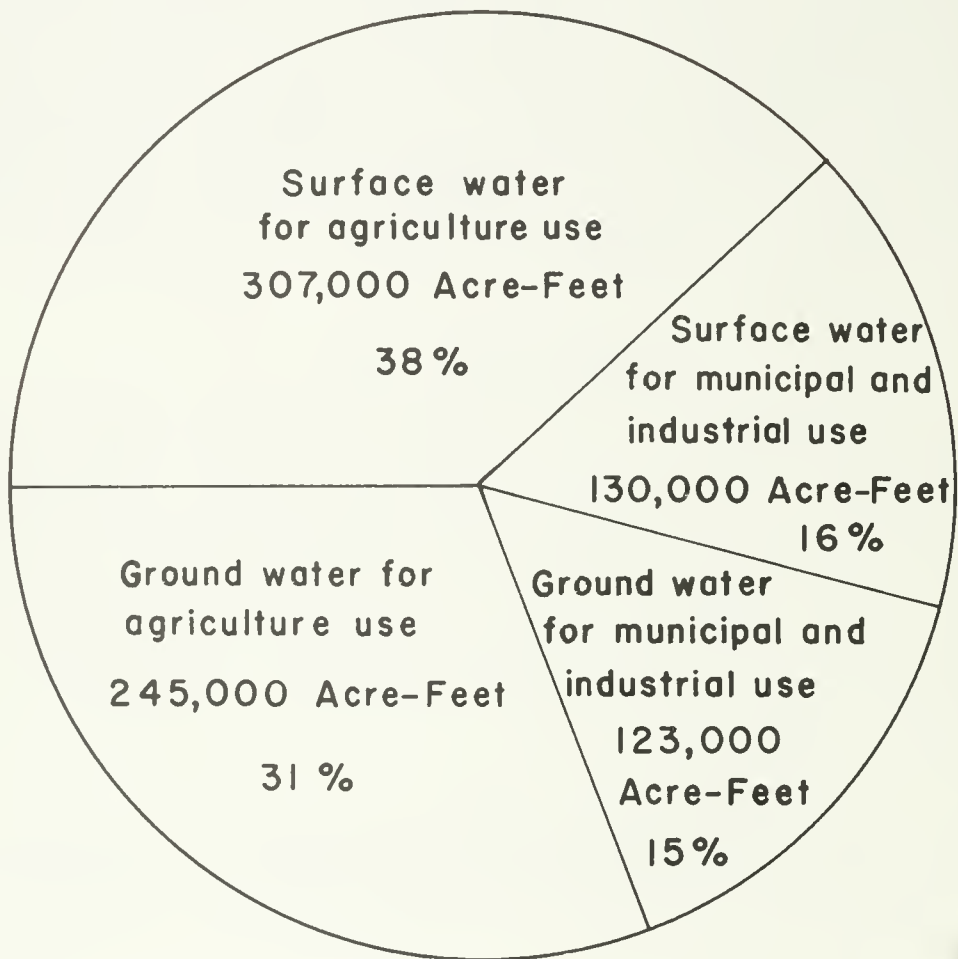 Surface water
for agriculture use
307,000 Acre-Feet
38%
Surface water
for municipal and
industrial use
130,000 Acre-Feet
16%
Ground water for
agriculture use
245,000 Acre-Feet
31%
Ground water
for municipal and
industrial use
123,000
Acre-Feet
15%